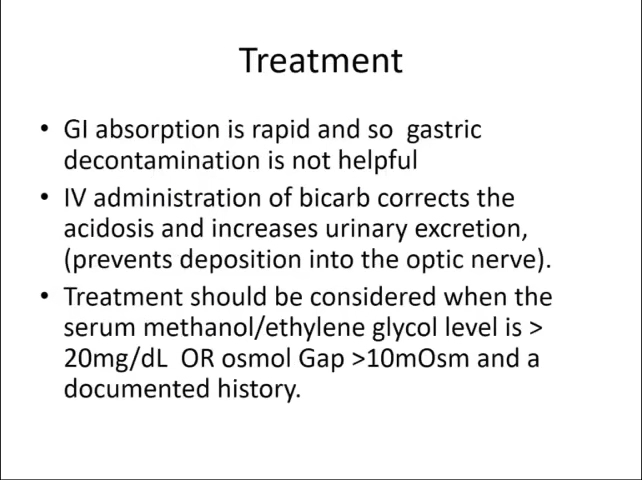 Treatment
• GI absorption is rapid and so  gastric
decontamination is not helpful
• IV administration of bicarb corrects the
acidosis and increases urinary excretion,
(prevents deposition into the optic nerve).
• Treatment should be considered when the
serum methanol/ethylene glycol level is >
20mg/dL  OR osmol Gap >10mOsm and a
documented history.